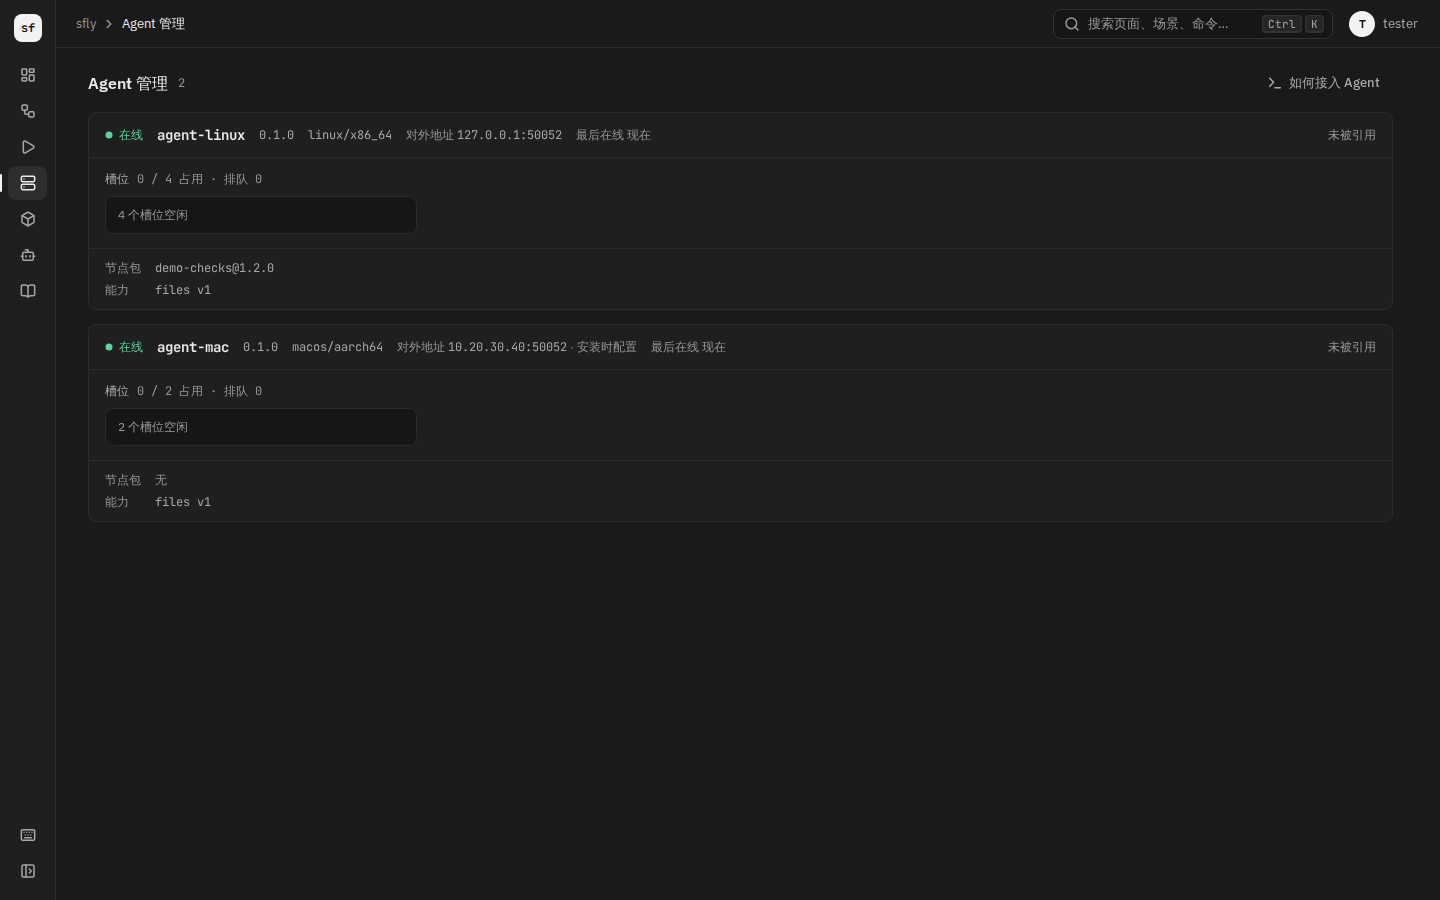 sf
sfly > Agent 管理
搜索页面、场景、命令... Ctrl K
T tester
Agent 管理 2
如何接入 Agent
在线 agent-linux 0.1.0 linux/x86_64 对外地址 127.0.0.1:50052 最后在线 现在 未被引用
槽位 0 / 4 占用 · 排队 0
4 个槽位空闲
节点包 demo-checks@1.2.0
能力 files v1
在线 agent-mac 0.1.0 macos/aarch64 对外地址 10.20.30.40:50052 · 安装时配置 最后在线 现在 未被引用
槽位 0 / 2 占用 · 排队 0
2 个槽位空闲
节点包 无
能力 files v1